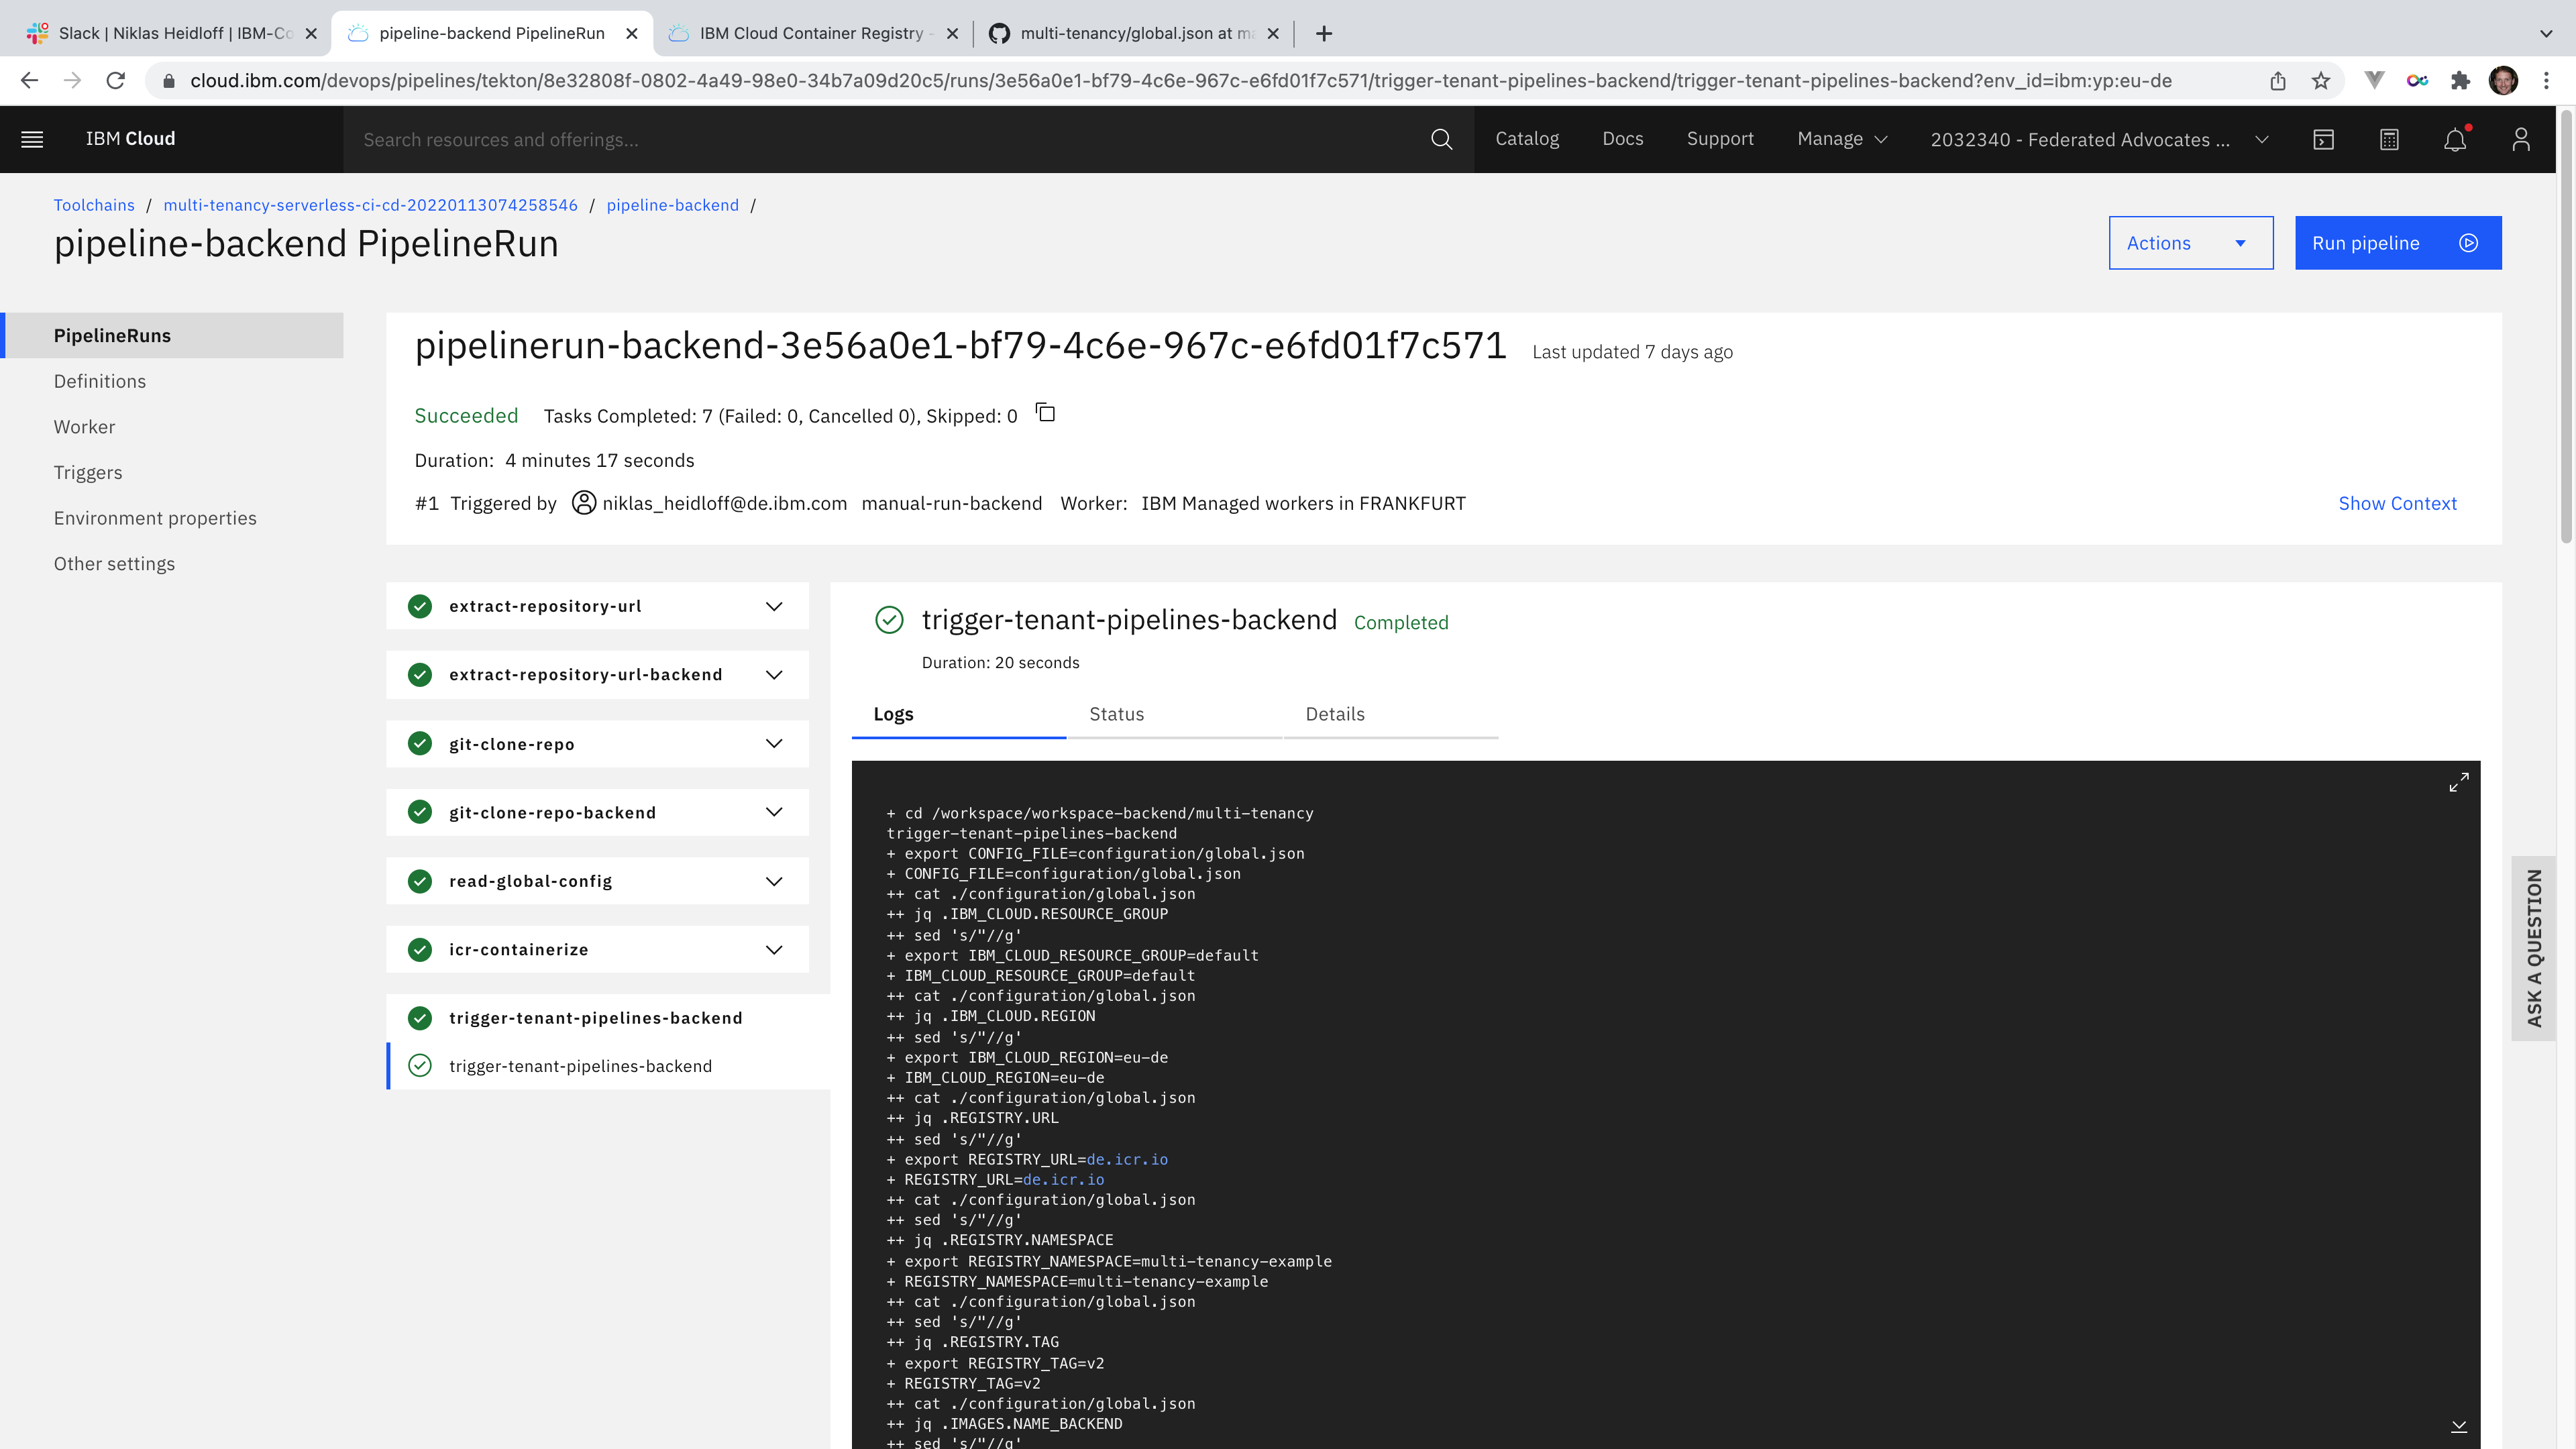 Slack | Niklas Heidloff | IBM-Co
pipeline-backend PipelineRun
IBM Cloud Container Registry -
multi-tenancy/global.json at ma
cloud.ibm.com/devops/pipelines/tekton/8e32808f-0802-4a49-98e0-34b7a09d20c5/runs/3e56a0e1-bf79-4c6e-967c-e6fd01f7c571/trigger-tenant-pipelines-backend/trigger-tenant-pipelines-backend?env_id=ibm:yp:eu-de
IBM Cloud
Search resources and offerings...
Catalog
Docs
Support
Manage
2032340 - Federated Advocates ...
Toolchains / multi-tenancy-serverless-ci-cd-20220113074258546 / pipeline-backend /
pipeline-backend PipelineRun
Actions
Run pipeline
PipelineRuns
Definitions
Worker
Triggers
Environment properties
Other settings
pipelinerun-backend-3e56a0e1-bf79-4c6e-967c-e6fd01f7c571 Last updated 7 days ago
Succeeded Tasks Completed: 7 (Failed: 0, Cancelled 0), Skipped: 0
Duration: 4 minutes 17 seconds
#1 Triggered by niklas_heidloff@de.ibm.com manual-run-backend Worker: IBM Managed workers in FRANKFURT
Show Context
extract-repository-url
extract-repository-url-backend
git-clone-repo
git-clone-repo-backend
read-global-config
icr-containerize
trigger-tenant-pipelines-backend
trigger-tenant-pipelines-backend
trigger-tenant-pipelines-backend Completed
Duration: 20 seconds
Logs
Status
Details
+ cd /workspace/workspace-backend/multi-tenancy
trigger-tenant-pipelines-backend
+ export CONFIG_FILE=configuration/global.json
+ CONFIG_FILE=configuration/global.json
++ cat ./configuration/global.json
++ jq .IBM_CLOUD.RESOURCE_GROUP
++ sed 's/"//g'
+ export IBM_CLOUD_RESOURCE_GROUP=default
+ IBM_CLOUD_RESOURCE_GROUP=default
++ cat ./configuration/global.json
++ jq .IBM_CLOUD.REGION
++ sed 's/"//g'
+ export IBM_CLOUD_REGION=eu-de
+ IBM_CLOUD_REGION=eu-de
++ cat ./configuration/global.json
++ jq .REGISTRY.URL
++ sed 's/"//g'
+ export REGISTRY_URL=de.icr.io
+ REGISTRY_URL=de.icr.io
++ cat ./configuration/global.json
++ sed 's/"//g'
++ jq .REGISTRY.NAMESPACE
+ export REGISTRY_NAMESPACE=multi-tenancy-example
+ REGISTRY_NAMESPACE=multi-tenancy-example
++ cat ./configuration/global.json
++ sed 's/"//g'
++ jq .REGISTRY.TAG
+ export REGISTRY_TAG=v2
+ REGISTRY_TAG=v2
++ cat ./configuration/global.json
++ jq .IMAGES.NAME_BACKEND
++ sed 's/"//g'
ASK A QUESTION